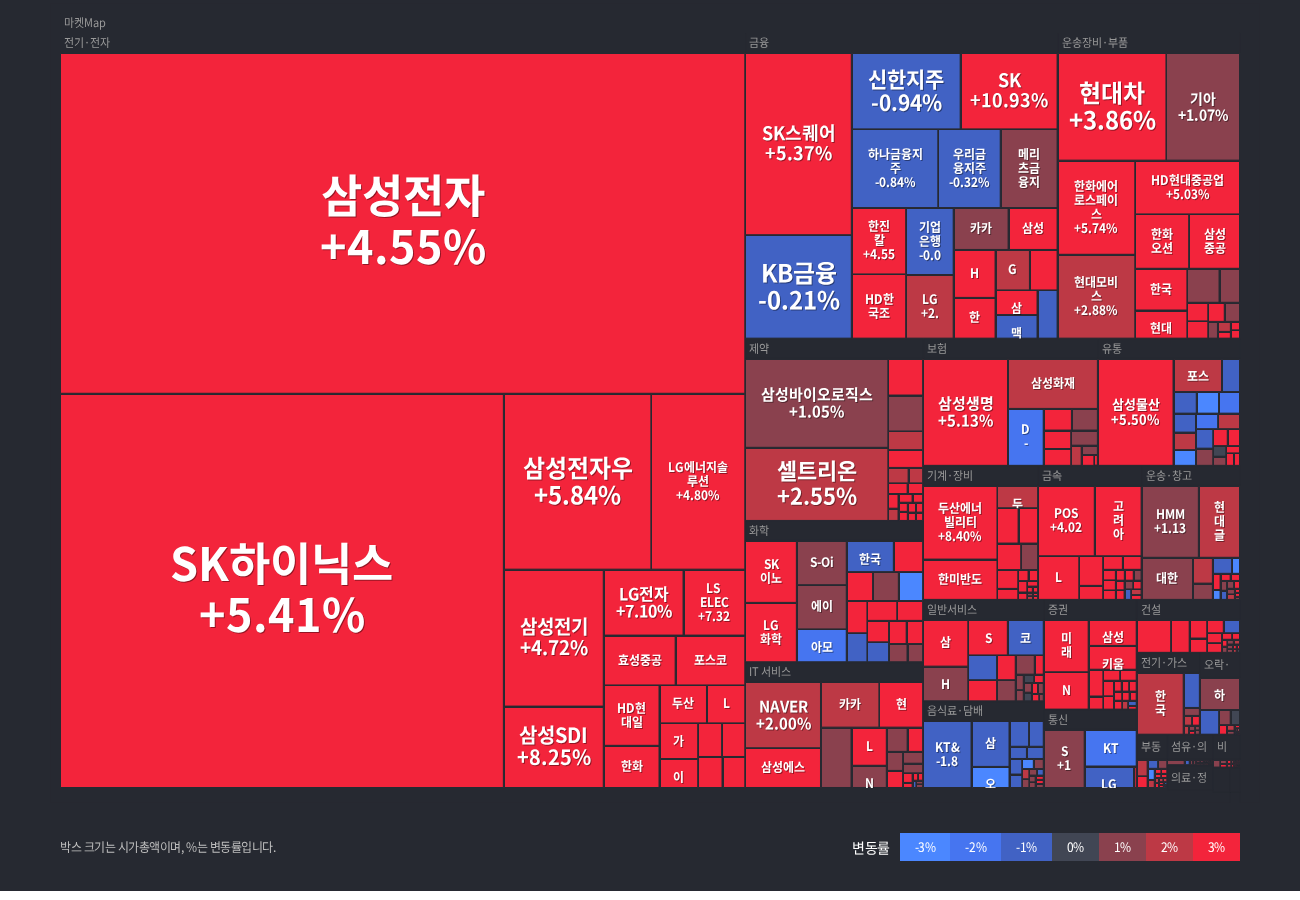 마켓Map
전기·전자
삼성전자
+4.55%
SK하이닉스
+5.41%
삼성전자우
+5.84%
LG에너지솔
루션
+4.80%
삼성전기
+4.72%
LG전자
+7.10%
LS
ELEC
+7.32
효성중공
포스코
삼성SDI
+8.25%
HD현
대일
두산
L
가
한화
이
금융
SK스퀘어
+5.37%
신한지주
-0.94%
SK
+10.93%
하나금융지
주
-0.84%
우리금
융지주
-0.32%
메리
츠금
융지
KB금융
-0.21%
한진
칼
+4.55
기업
은행
-0.0
카카
삼성
HD한
국조
LG
+2.
H
G
한
삼
맥
운송장비·부품
현대차
+3.86%
기아
+1.07%
한화에어
로스페이
스
+5.74%
HD현대중공업
+5.03%
한화
오션
삼성
중공
현대모비
스
+2.88%
한국
현대
제약
삼성바이오로직스
+1.05%
셀트리온
+2.55%
보험
삼성생명
+5.13%
삼성화재
D
-
유통
삼성물산
+5.50%
포스
화학
SK
이노
S-Oi
한국
에이
LG
화학
아모
기계·장비
두산에너
빌리티
+8.40%
두
한미반도
금속
POS
+4.02
고
려
아
L
운송·창고
HMM
+1.13
현
대
글
대한
IT 서비스
NAVER
+2.00%
카카
현
삼성에스
L
N
일반서비스
삼
S
코
H
증권
미
래
삼성
키움
N
건설
전기·가스
한
국
오락·
하
음식료·담배
KT&
-1.8
삼
오
통신
S
+1
KT
LG
부동
섬유·의
비
의료·정
박스 크기는 시가총액이며, %는 변동률입니다.
변동률
-3%
-2%
-1%
0%
1%
2%
3%